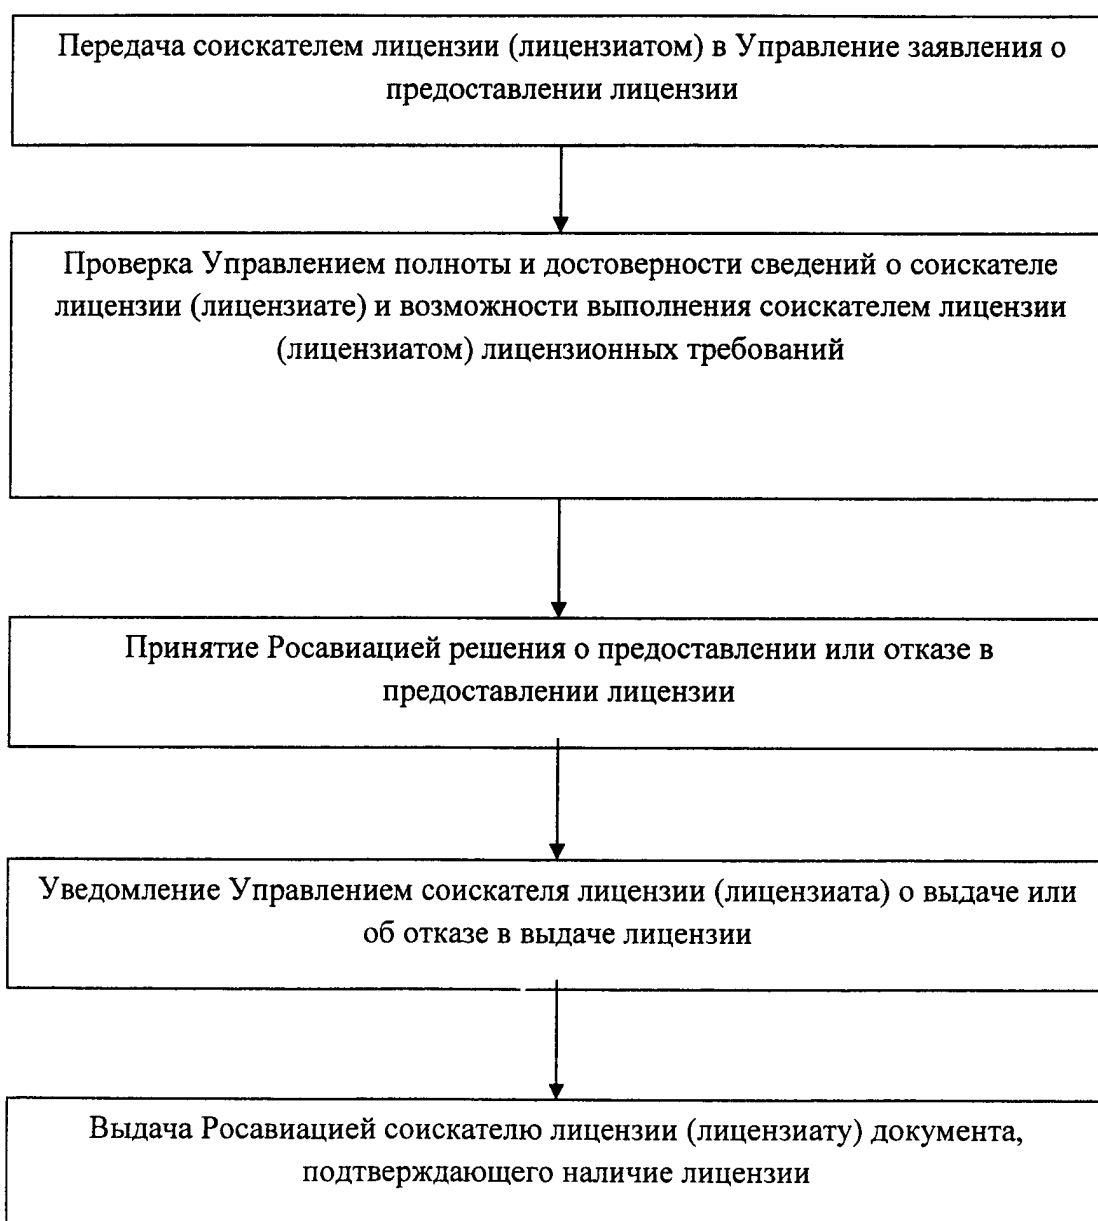 Передача соискателем лицензии (лицензиатом) в Управление заявления о
предоставлении лицензии
Проверка Управлением полноты и достоверности сведений о соискателе
лицензии (лицензиате) и возможности выполнения соискателем лицензии
(лицензиатом) лицензионных требований
Принятие Росавиацией решения о предоставлении или отказе в
предоставлении лицензии
Уведомление Управлением соискателя лицензии (лицензиата) о выдаче или
об отказе в выдаче лицензии
Выдача Росавиацией соискателю лицензии (лицензиату) документа,
подтверждающего наличие лицензии